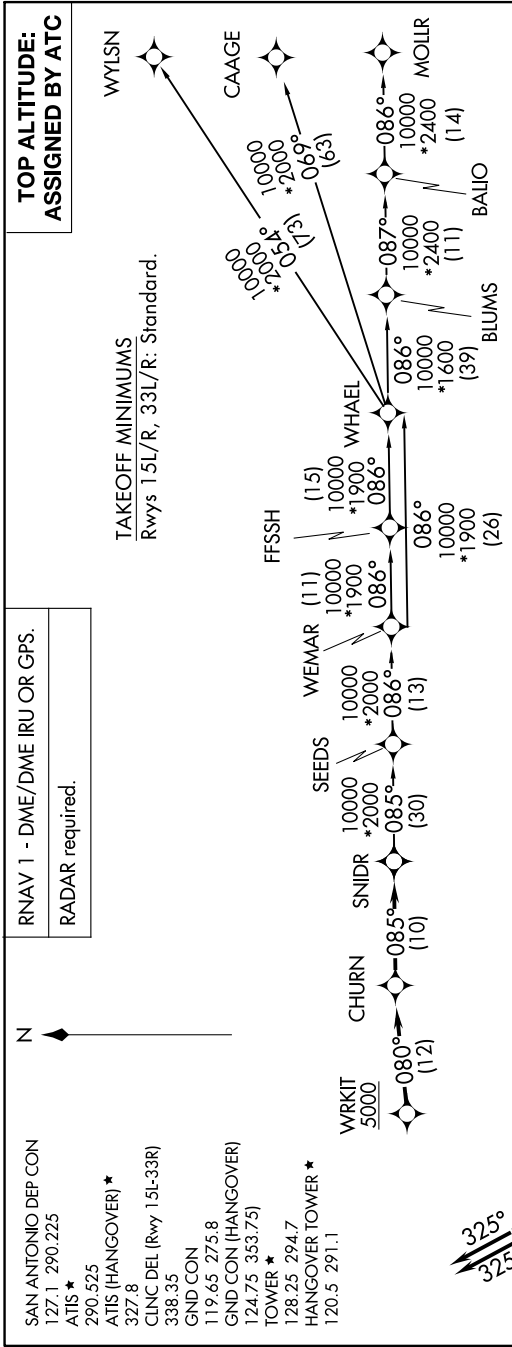 TOP ALTITUDE:
ASSIGNED BY ATC
RNAV 1 - DME/DME IRU OR GPS.
RADAR required.
SAN ANTONIO DEP CON
127.1 290.225
ATIS ★
290.525
ATIS (HANGOVER) ★
327.8
CLNC DEL (Rwy 15L-33R)
338.35
GND CON
119.65 275.8
GND CON (HANGOVER)
124.75 353.75)
TOWER ★
128.25 294.7
HANGOVER TOWER ★
120.5 291.1
N
TAKEOFF MINIMUMS
Rwys 15L/R, 33L/R: Standard.
WYLSN
CAAGE
MOLLR
10000
*2000
054°
(73)
10000
*2000
069°
(63)
WRKIT
5000
080°
(12)
CHURN
085°
(10)
SNIDR
10000
*2000
085°
(30)
SEEDS
10000
*2000
086°
(13)
WEMAR
(11)
10000
*1900
086°
FFSSH
(15)
10000
*1900
086°
WHAEL
086°
10000
*1900
(26)
086°
10000
*1600
(39)
BLUMS
087°
10000
*2400
(11)
BALIO
086°
10000
*2400
(14)
325°
325°